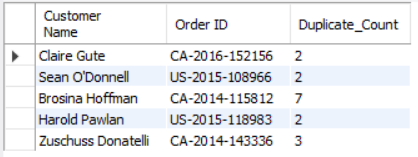 Customer Name Order ID Duplicate_Count
Claire Gute CA-2016-152156 2
Sean O'Donnell US-2015-108966 2
Brosina Hoffman CA-2014-115812 7
Harold Pawlan US-2015-118983 2
Zuschuss Donatelli CA-2014-143336 3